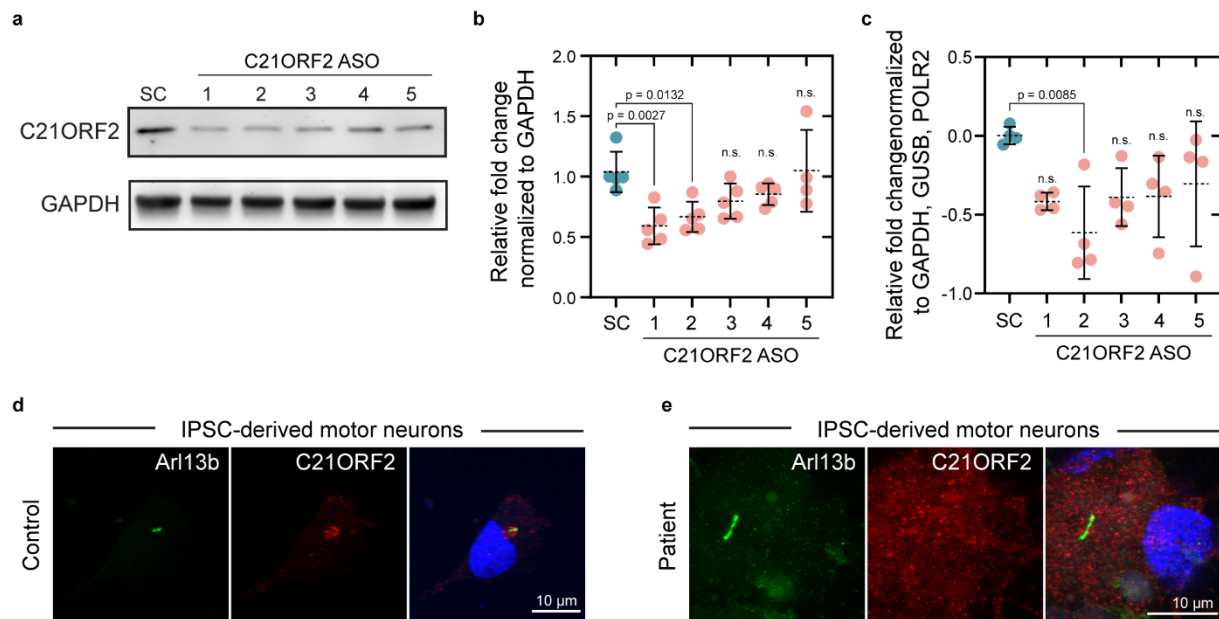 a
C21ORF2 ASO
SC 1 2 3 4 5
C21ORF2
GAPDH
b
Relative fold change
normalized to GAPDH
2.0
1.5
1.0
0.5
0.0
p = 0.0132
p = 0.0027
n.s.
n.s.
n.s.
SC 1 2 3 4 5
C21ORF2 ASO
c
Relative fold changenormalized
to GAPDH, GUSB, POLR2
0.5
0.0
-0.5
-1.0
p = 0.0085
n.s.
n.s.
n.s.
n.s.
SC 1 2 3 4 5
C21ORF2 ASO
d
IPSC-derived motor neurons
Control
Arl13b
C21ORF2
10 µm
e
IPSC-derived motor neurons
Patient
Arl13b
C21ORF2
10 µm